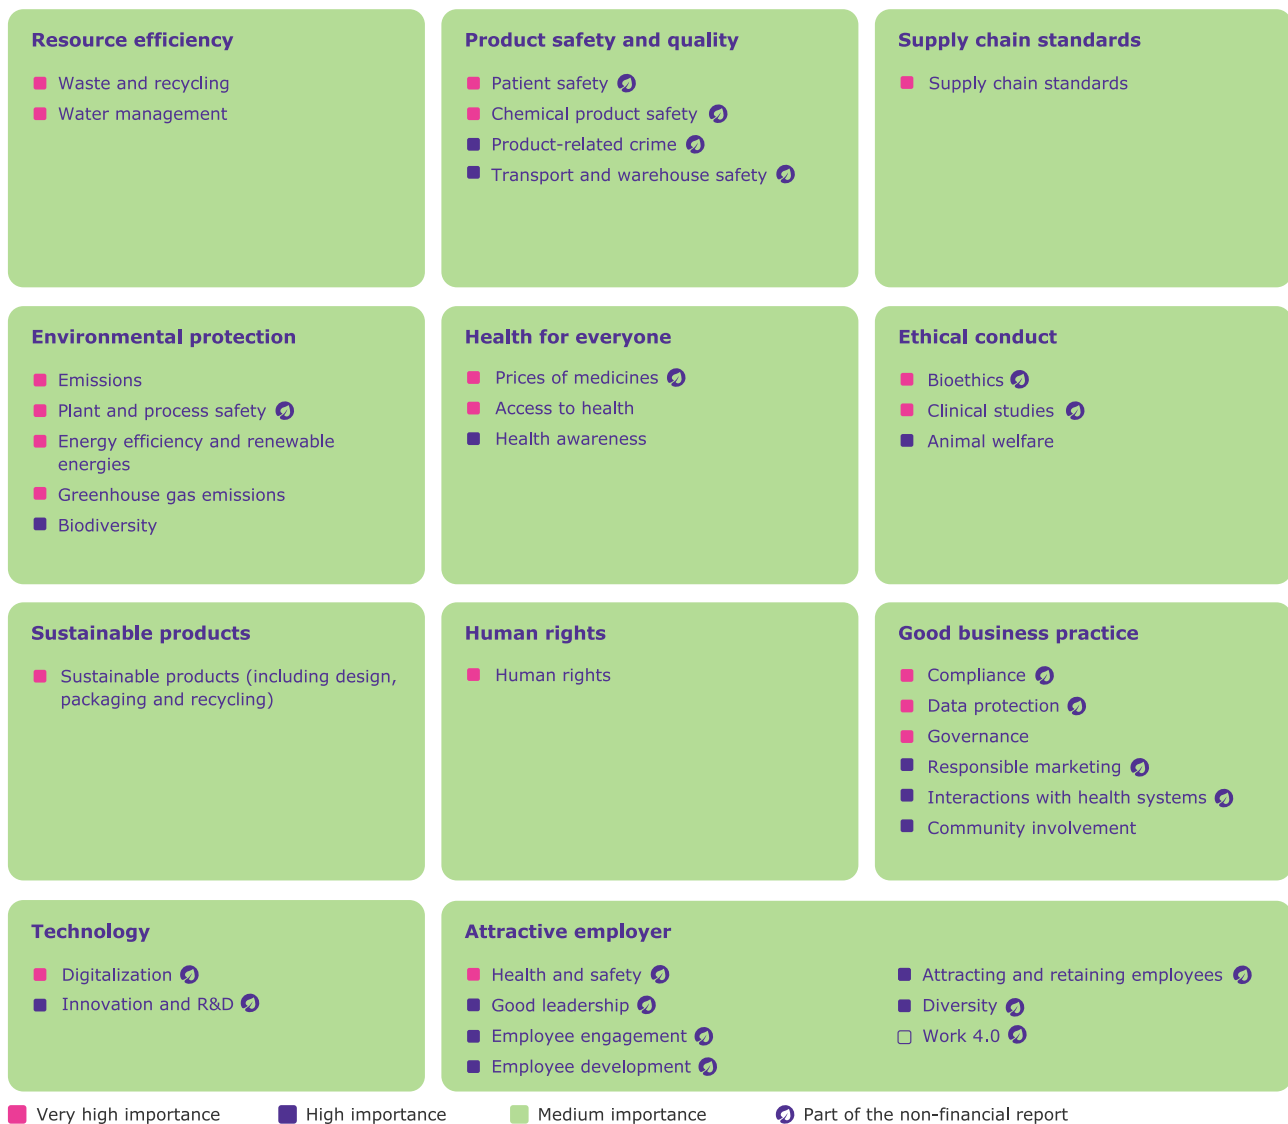 Resource efficiency
Waste and recycling
Water management
Product safety and quality
Patient safety
Chemical product safety
Product-related crime
Transport and warehouse safety
Supply chain standards
Supply chain standards
Environmental protection
Emissions
Plant and process safety
Energy efficiency and renewable
energies
Greenhouse gas emissions
Biodiversity
Health for everyone
Prices of medicines
Access to health
Health awareness
Ethical conduct
Bioethics
Clinical studies
Animal welfare
Sustainable products
Sustainable products (including design,
packaging and recycling)
Human rights
Human rights
Good business practice
Compliance
Data protection
Governance
Responsible marketing
Interactions with health systems
Community involvement
Technology
Digitalization
Innovation and R&D
Attractive employer
Health and safety
Good leadership
Employee engagement
Employee development
Attracting and retaining employees
Diversity
Work 4.0
Very high importance
High importance
Medium importance
Part of the non-financial report